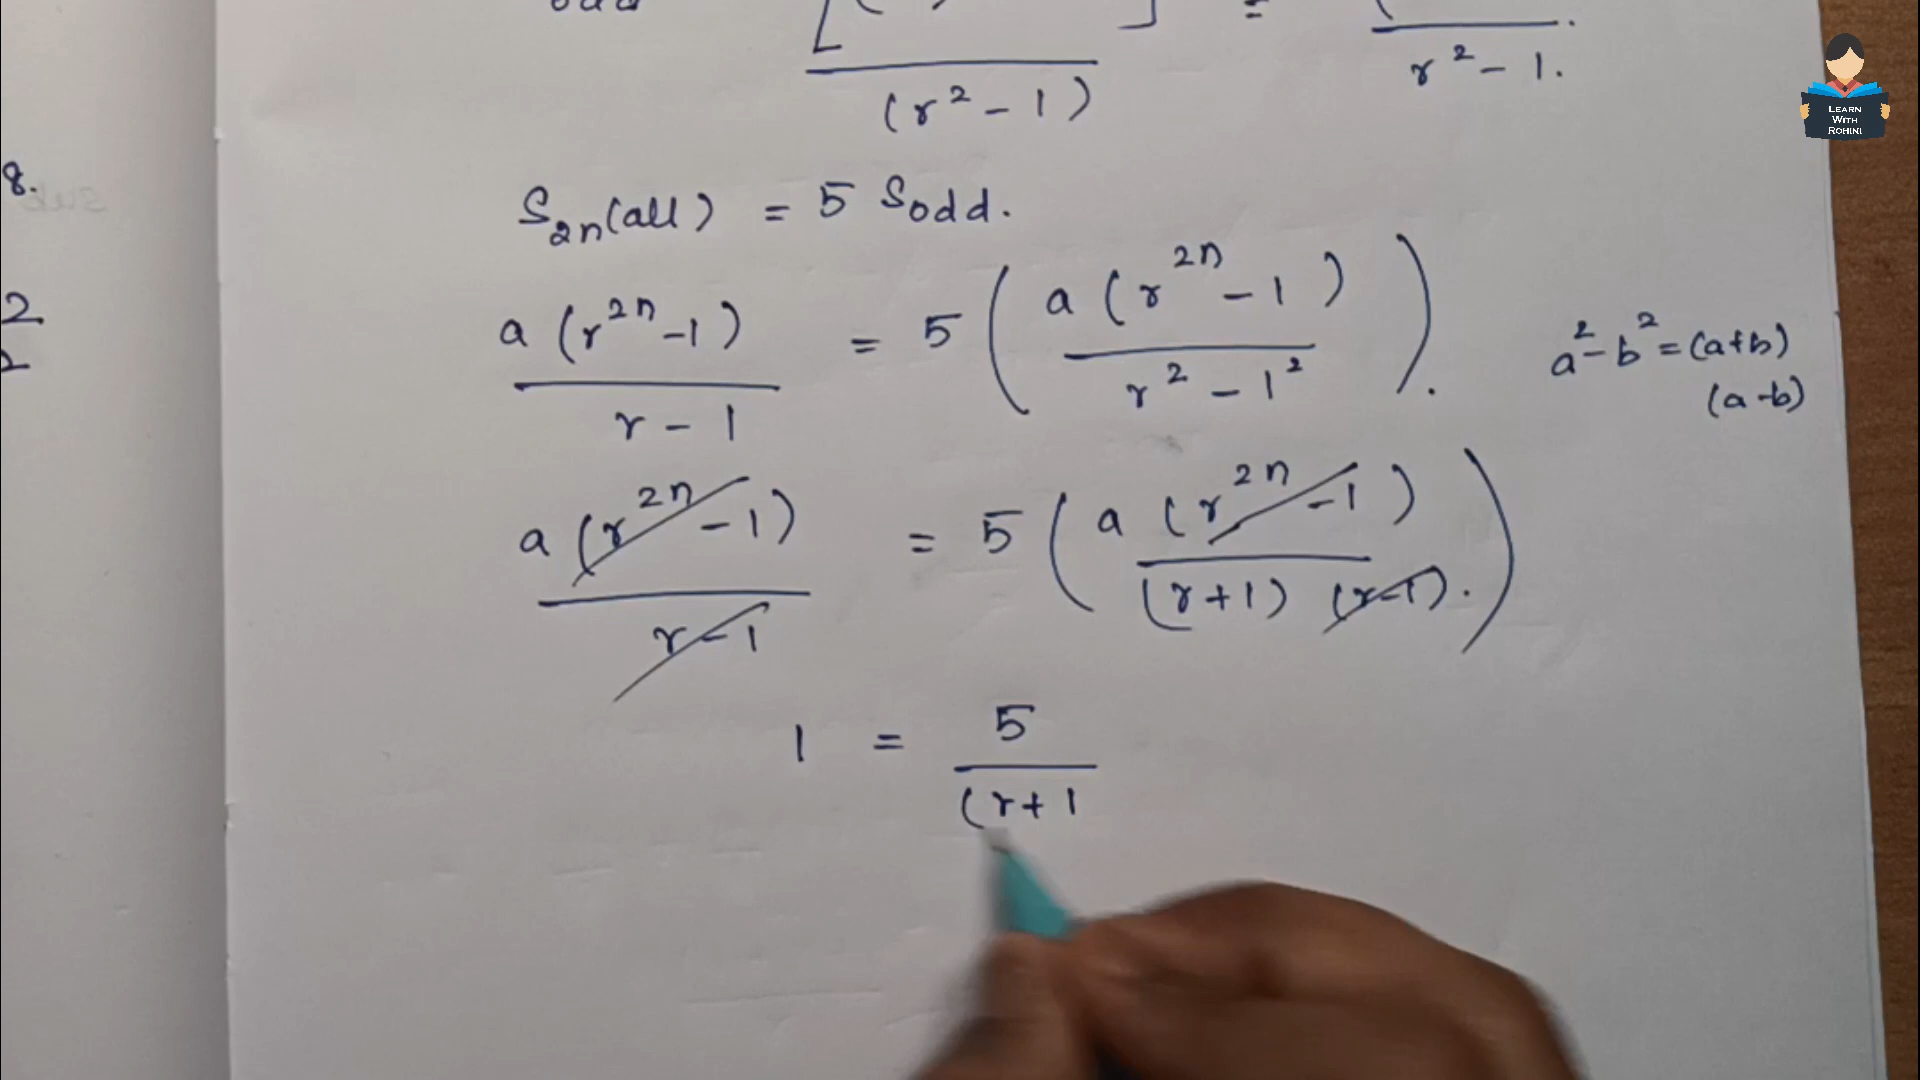 =
r² - 1.
(r² - 1)
LEARN
WITH
ROHINI
8.
S₂ₙ(all) = 5 Sodd.
2
a (r²ⁿ - 1) / r - 1 = 5 ( a (r²ⁿ - 1) / r² - 1² ).
a² - b² = (a+b)
(a-b)
a (r²ⁿ - 1) / r - 1 = 5 ( a (r²ⁿ - 1) / (r+1) (r-1). )
1 = 5 / (r+1